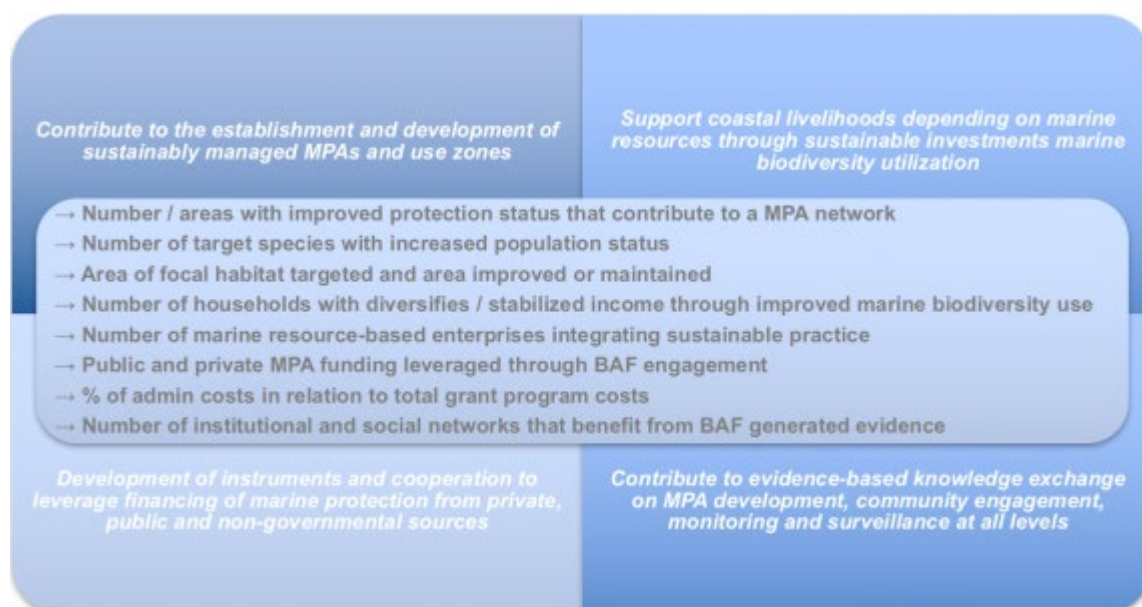 Contribute to the establishment and development of
sustainably managed MPAs and use zones
Support coastal livelihoods depending on marine
resources through sustainable investments marine
biodiversity utilization
→ Number / areas with improved protection status that contribute to a MPA network
→ Number of target species with increased population status
→ Area of focal habitat targeted and area improved or maintained
→ Number of households with diversifies / stabilized income through improved marine biodiversity use
→ Number of marine resource-based enterprises integrating sustainable practice
→ Public and private MPA funding leveraged through BAF engagement
→ % of admin costs in relation to total grant program costs
→ Number of institutional and social networks that benefit from BAF generated evidence
Development of instruments and cooperation to
leverage financing of marine protection from private,
public and non-governmental sources
Contribute to evidence-based knowledge exchange
on MPA development, community engagement,
monitoring and surveillance at all levels